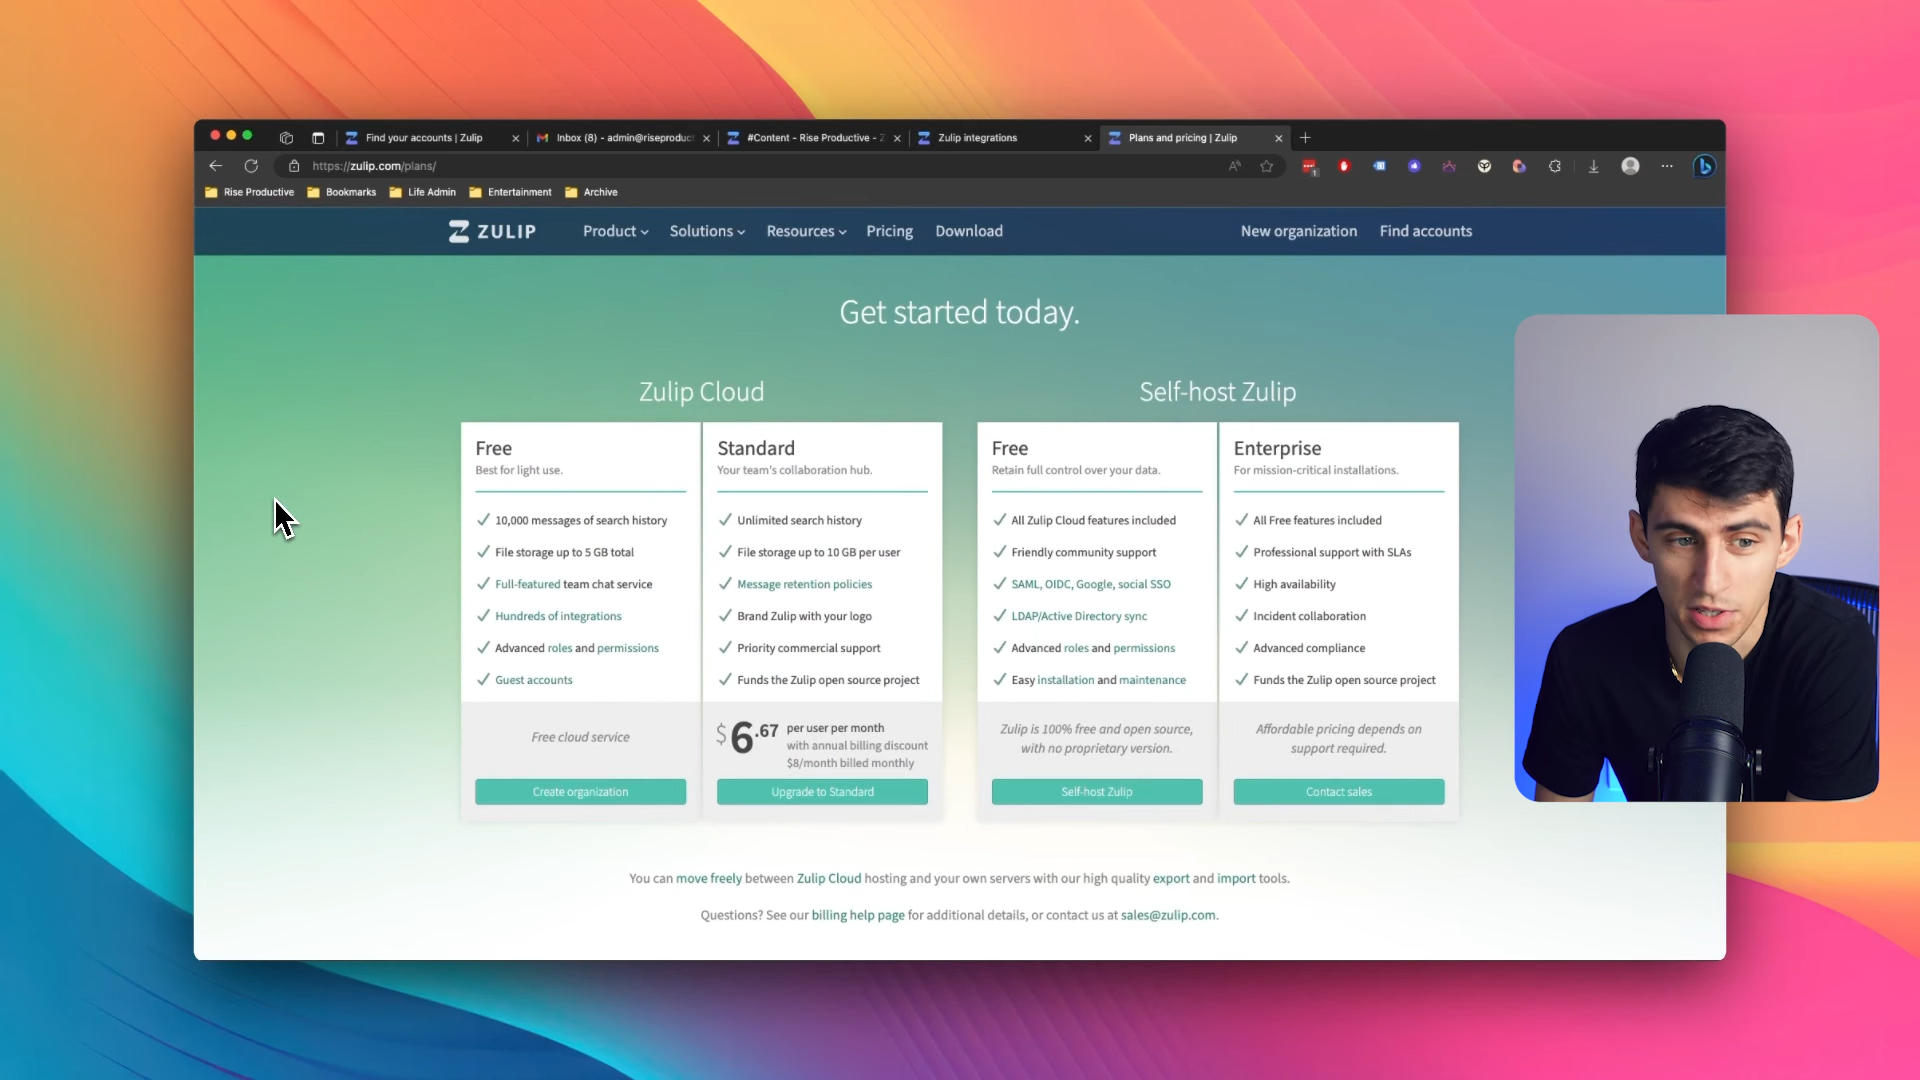 Find your accounts | Zulip
Inbox (8) - admin@riseproduct
#Content - Rise Productive - Z
Zulip integrations
Plans and pricing | Zulip
https://zulip.com/plans/
1
Rise Productive
Bookmarks
Life Admin
Entertainment
Archive
ZULIP
Product
Solutions
Resources
Pricing
Download
New organization
Find accounts
Get started today.
Zulip Cloud
Free
Best for light use.
10,000 messages of search history
File storage up to 5 GB total
Full-featured team chat service
Hundreds of integrations
Advanced roles and permissions
Guest accounts
Free cloud service
Create organization
Standard
Your team's collaboration hub.
Unlimited search history
File storage up to 10 GB per user
Message retention policies
Brand Zulip with your logo
Priority commercial support
Funds the Zulip open source project
$6.67 per user per month
with annual billing discount
$8/month billed monthly
Upgrade to Standard
Self-host Zulip
Free
Retain full control over your data.
All Zulip Cloud features included
Friendly community support
SAML, OIDC, Google, social SSO
LDAP/Active Directory sync
Advanced roles and permissions
Easy installation and maintenance
Zulip is 100% free and open source,
with no proprietary version.
Self-host Zulip
Enterprise
For mission-critical installations.
All Free features included
Professional support with SLAs
High availability
Incident collaboration
Advanced compliance
Funds the Zulip open source project
Affordable pricing depends on
support required.
Contact sales
You can move freely between Zulip Cloud hosting and your own servers with our high quality export and import tools.
Questions? See our billing help page for additional details, or contact us at sales@zulip.com.